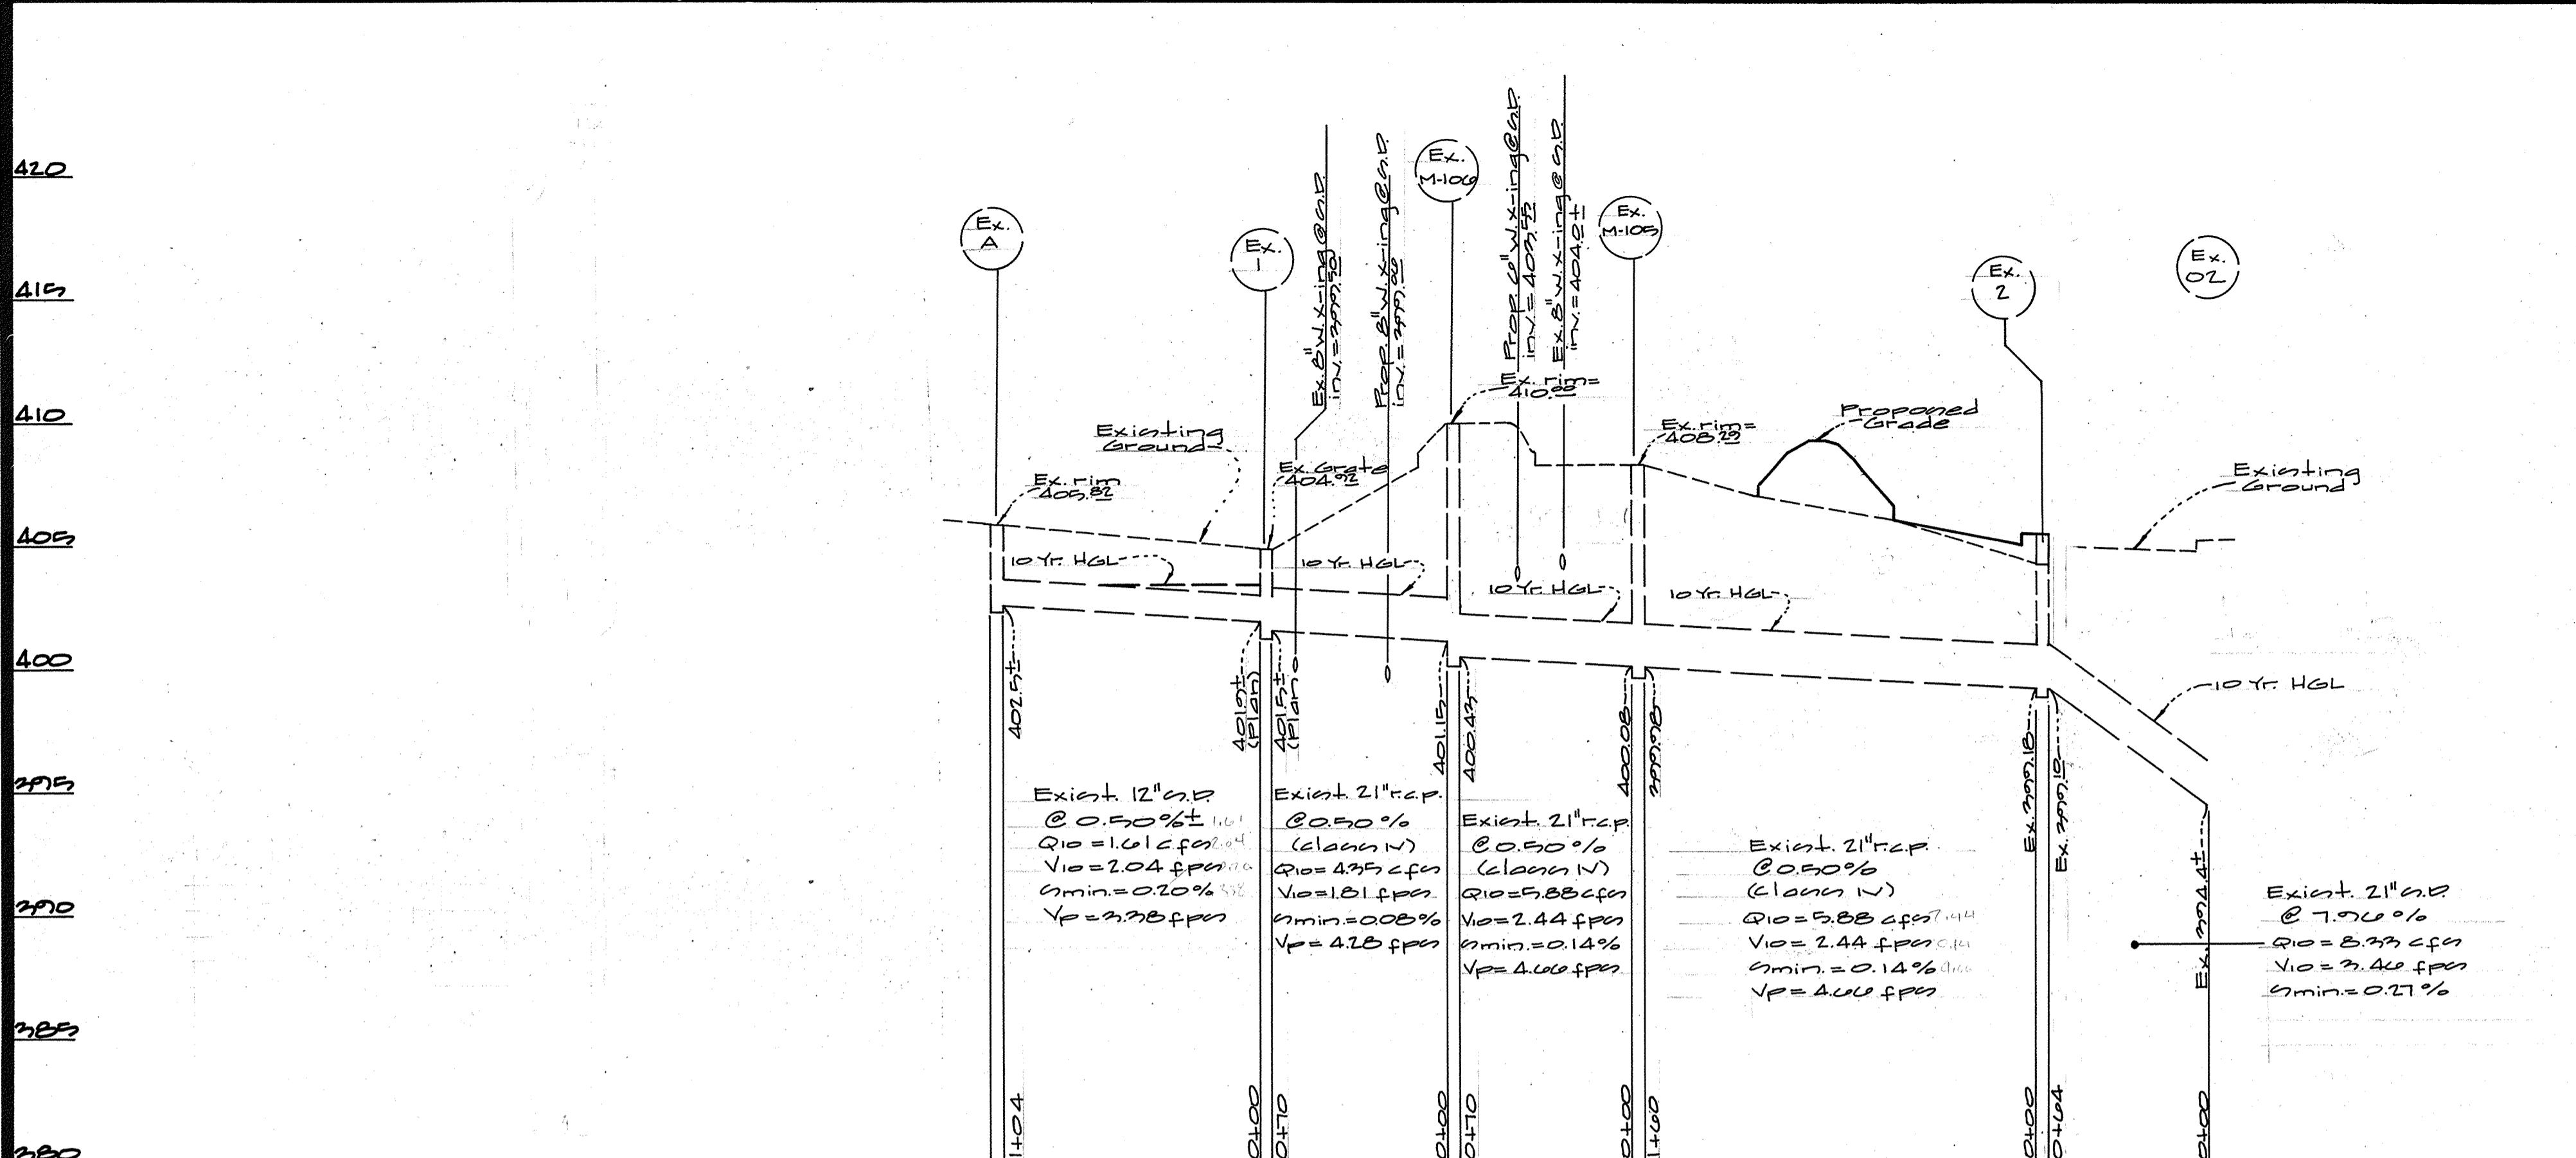 420
415
410
405
400
395
390
385
380
Ex.
A
Ex.
1
Ex. 8" W. X-ing @ S.D.
inv. = 399.50
Prop. 8" W. X-ing @ S.D.
inv. = 399.06
Ex.
M-106
Prop. 6" W. X-ing @ S.D.
inv. = 403.55
Ex. 8" W. X-ing @ S.D.
inv. = 404.0±
Ex.
M-105
Ex.
2
Ex.
02
Existing
Ground
Ex. rim
405.82
Ex. Grate
404.92
Ex. rim=
410.00
Ex. rim=
408.29
Proposed
Grade
Existing
Ground
10 Yr. HGL
10 Yr. HGL
10 Yr. HGL
10 Yr. HGL
10 Yr. HGL
402.5±
401.9±
(Plan)
401.5±
(Plan)
401.15
400.43
400.08
399.98
Ex. 399.18
Ex. 399.10
Ex. 394.4±
Exist. 12" S.D.
@ 0.50%±
Q10 = 1.61 cfs
V10 = 2.04 fps
Smin. = 0.20%
Vp = 3.38 fps
Exist. 21" r.c.p.
@ 0.50%
(class IV)
Q10 = 4.35 cfs
V10 = 1.81 fps
Smin. = 0.08%
Vp = 4.28 fps
Exist. 21" r.c.p.
@ 0.50%
(class IV)
Q10 = 5.88 cfs
V10 = 2.44 fps
Smin. = 0.14%
Vp = 4.66 fps
Exist. 21" r.c.p.
@ 0.50%
(class IV)
Q10 = 5.88 cfs
V10 = 2.44 fps
Smin. = 0.14%
Vp = 4.66 fps
Exist. 21" S.D.
@ 7.96%
Q10 = 8.33 cfs
V10 = 3.46 fps
Smin. = 0.27%
1+04
0+00
0+70
0+00
0+70
0+00
1+60
0+00
0+64
0+00